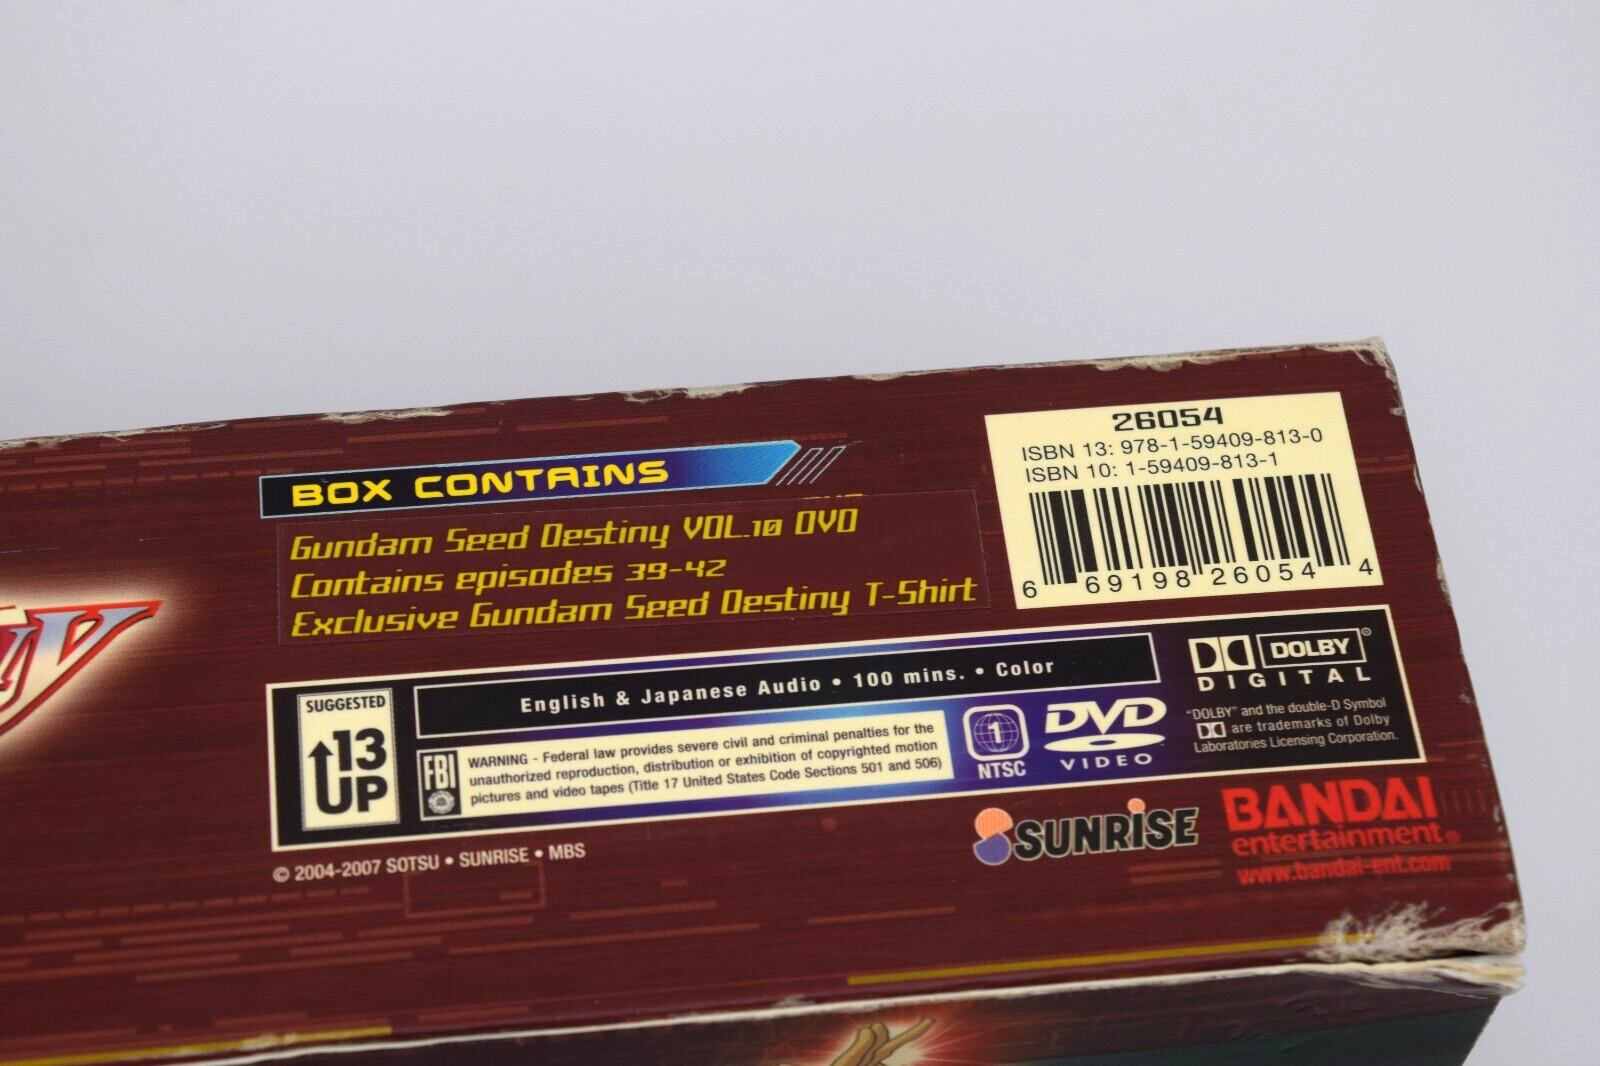 BOX CONTAINS
Gundam Seed Destiny VOL.10 DVD
Contains episodes 39-42
Exclusive Gundam Seed Destiny T-Shirt
26054
ISBN 13: 978-1-59409-813-0
ISBN 10: 1-59409-813-1
6 69198 26054 4
SUGGESTED
13
UP
English & Japanese Audio • 100 mins. • Color
FBI
WARNING - Federal law provides severe civil and criminal penalties for the
unauthorized reproduction, distribution or exhibition of copyrighted motion
pictures and video tapes (Title 17 United States Code Sections 501 and 506)
1
NTSC
DVD
VIDEO
DOLBY®
DIGITAL
"DOLBY" and the double-D Symbol
are trademarks of Dolby
Laboratories Licensing Corporation.
© 2004-2007 SOTSU • SUNRISE • MBS
SUNRISE
BANDAI
entertainment®
www.bandai-ent.com